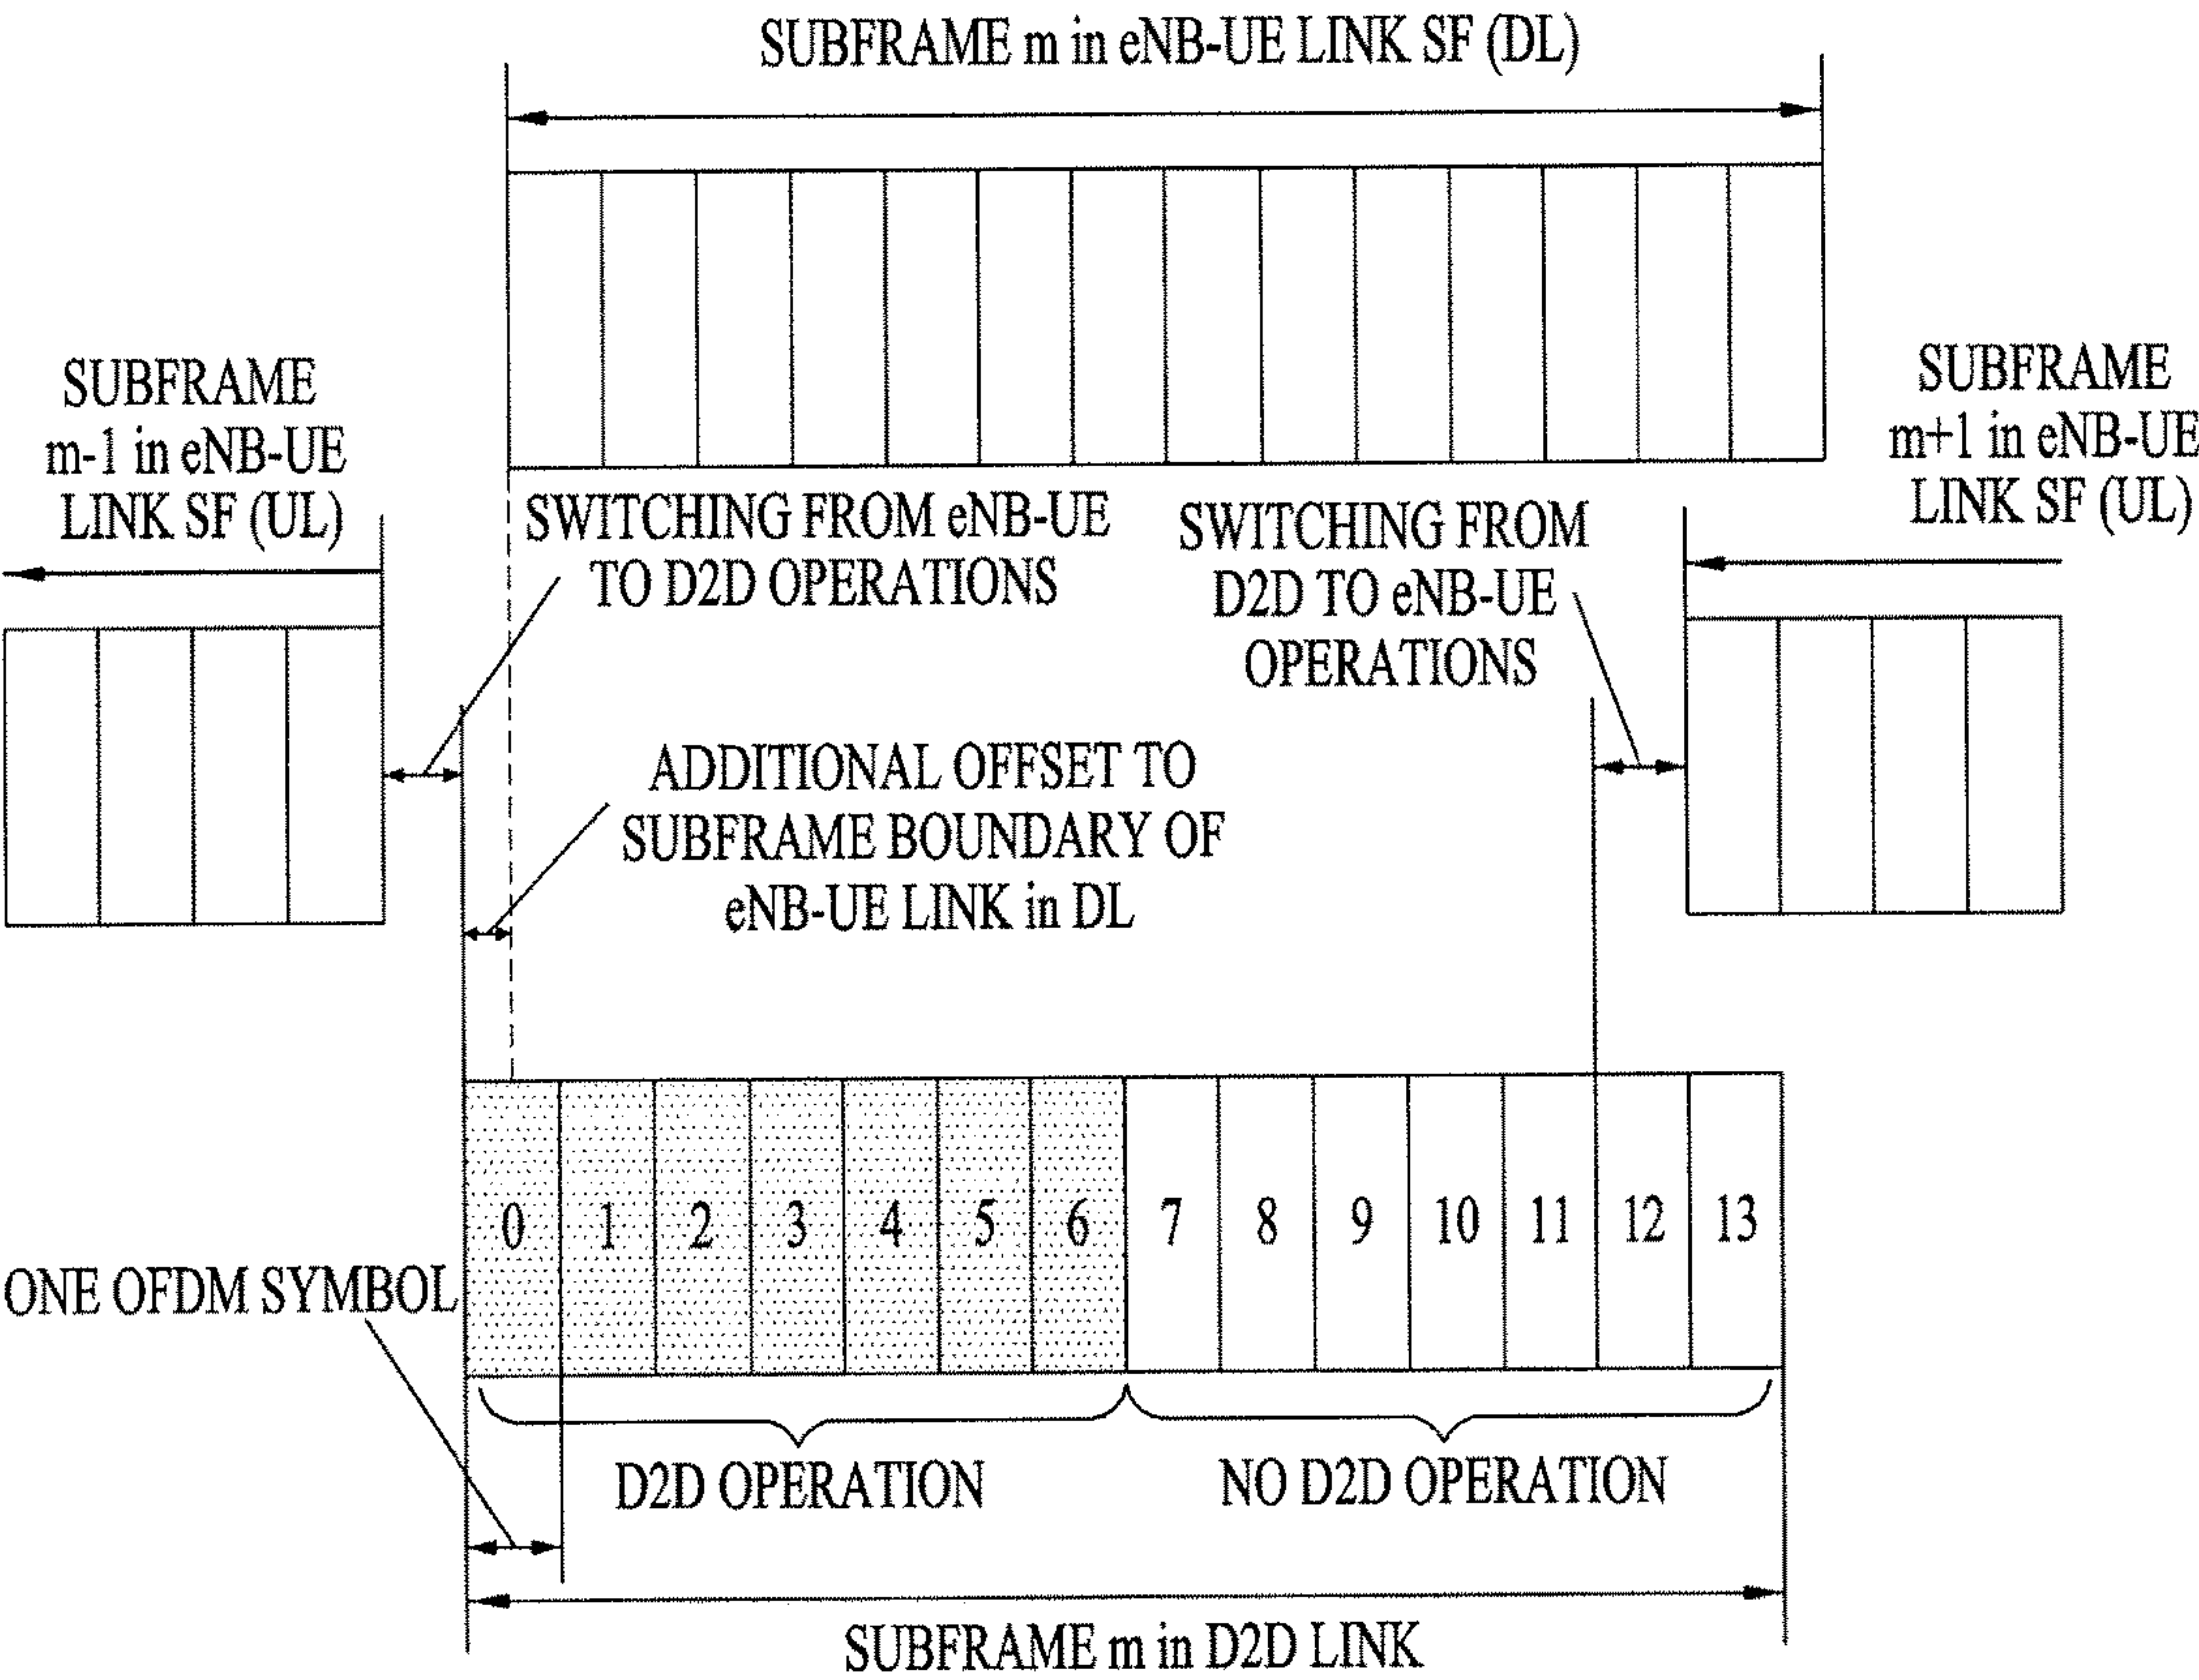 SUBFRAME m in eNB-UE LINK SF (DL)
SUBFRAME
m-1 in eNB-UE
LINK SF (UL)
SUBFRAME
m+1 in eNB-UE
LINK SF (UL)
SWITCHING FROM eNB-UE
TO D2D OPERATIONS
SWITCHING FROM
D2D TO eNB-UE
OPERATIONS
ADDITIONAL OFFSET TO
SUBFRAME BOUNDARY OF
eNB-UE LINK in DL
0 1 2 3 4 5 6 7 8 9 10 11 12 13
ONE OFDM SYMBOL
D2D OPERATION
NO D2D OPERATION
SUBFRAME m in D2D LINK